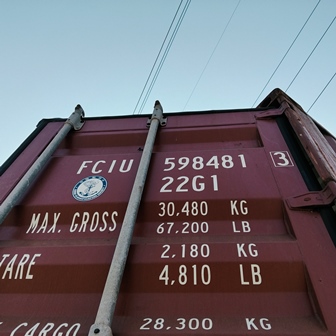 FCIU 598481 3
22G1
MAX. GROSS 30,480 KG
67,200 LB
TARE 2,180 KG
4,810 LB
CARGO 28,300 KG